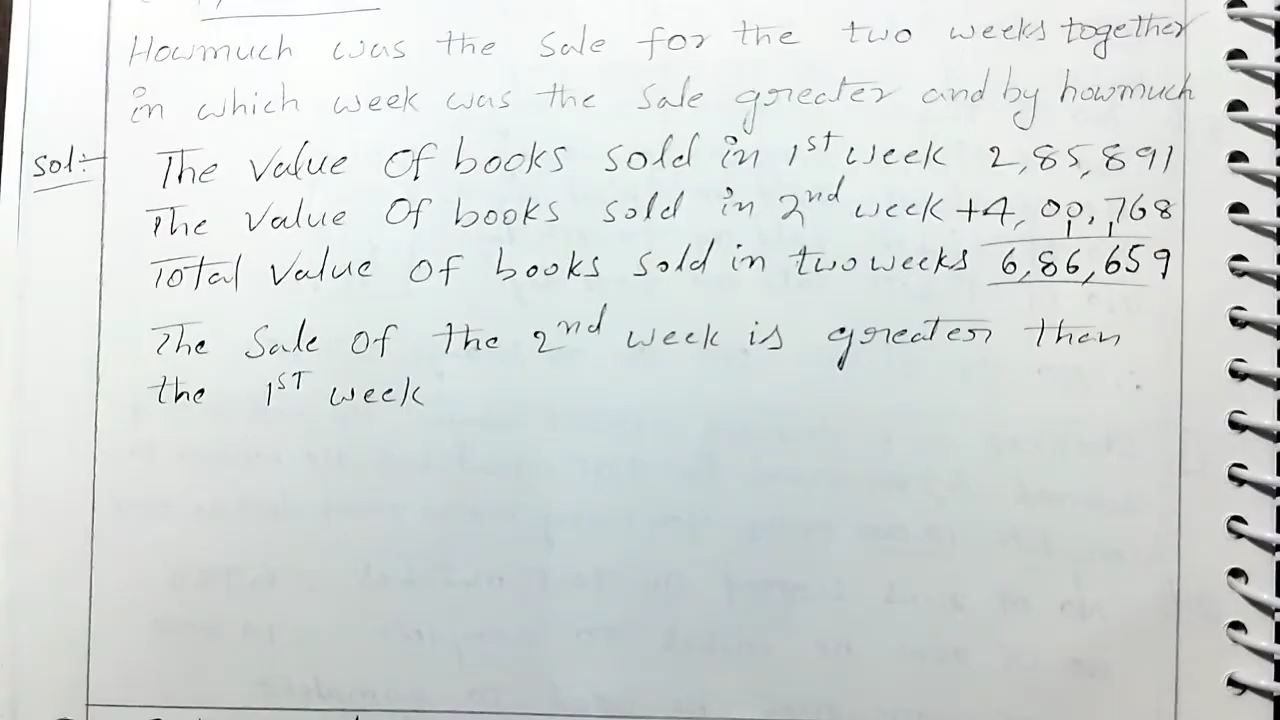 Howmuch was the sale for the two weeks together
in which week was the sale greater and by howmuch
Sol:- The value of books sold in 1st week 2,85,891
The value of books sold in 2nd week +4,00,768
Total value of books sold in two weeks 6,86,659
The Sale of the 2nd week is greater then
the 1ST week